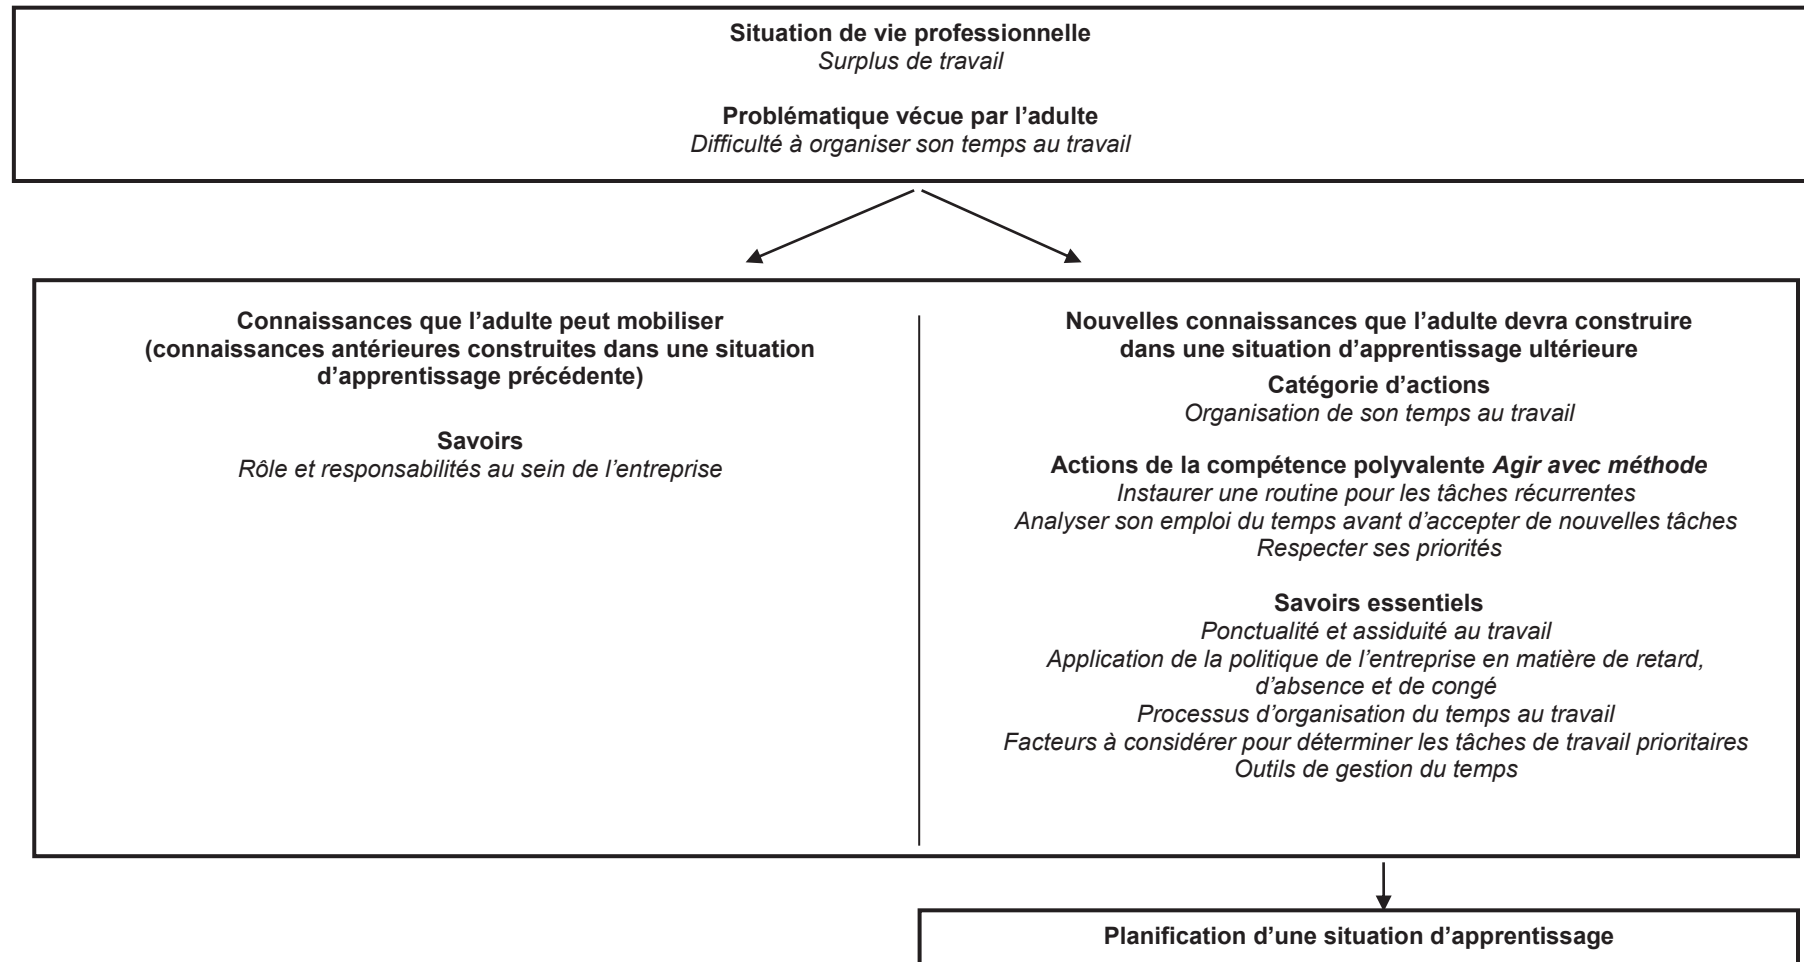 Situation de vie professionnelle
Surplus de travail
Problématique vécue par l’adulte
Difficulté à organiser son temps au travail
Connaissances que l’adulte peut mobiliser
(connaissances antérieures construites dans une situation
d’apprentissage précédente)
Savoirs
Rôle et responsabilités au sein de l’entreprise
Nouvelles connaissances que l’adulte devra construire
dans une situation d’apprentissage ultérieure
Catégorie d’actions
Organisation de son temps au travail
Actions de la compétence polyvalente Agir avec méthode
Instaurer une routine pour les tâches récurrentes
Analyser son emploi du temps avant d’accepter de nouvelles tâches
Respecter ses priorités
Savoirs essentiels
Ponctualité et assiduité au travail
Application de la politique de l’entreprise en matière de retard,
d’absence et de congé
Processus d’organisation du temps au travail
Facteurs à considérer pour déterminer les tâches de travail prioritaires
Outils de gestion du temps
Planification d’une situation d’apprentissage